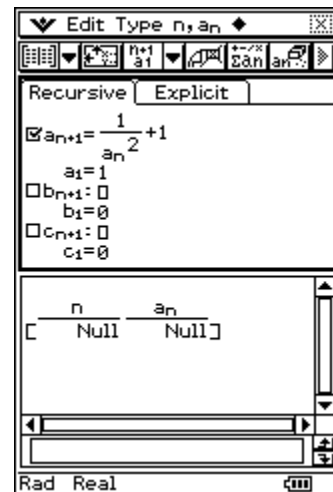 Edit Type n,aₙ ◆
Recursive Explicit
☑aₙ₊₁=1/aₙ²+1
a₁=1
□bₙ₊₁:▯
b₁=0
□cₙ₊₁:▯
c₁=0
n aₙ
[ Null Null]
Rad Real